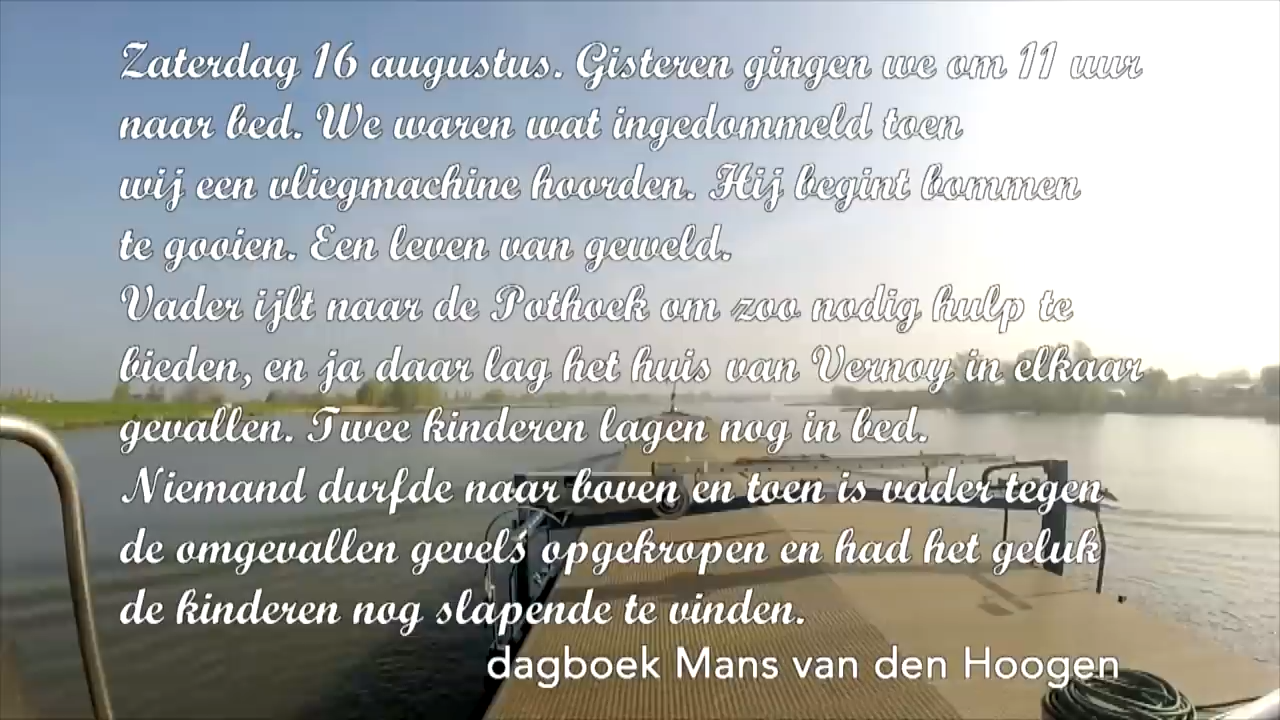 Zaterdag 16 augustus. Gisteren gingen we om 11 uur
naar bed. We waren wat ingedommeld toen
wij een vliegmachine hoorden. Hij begint bommen
te gooien. Een leven van geweld.
Vader ijlt naar de Pothoek om zoo nodig hulp te
bieden, en ja daar lag het huis van Vernoy in elkaar
gevallen. Twee kinderen lagen nog in bed.
Niemand durfde naar boven en toen is vader tegen
de omgevallen gevels opgekropen en had het geluk
de kinderen nog slapende te vinden.
dagboek Mans van den Hoogen